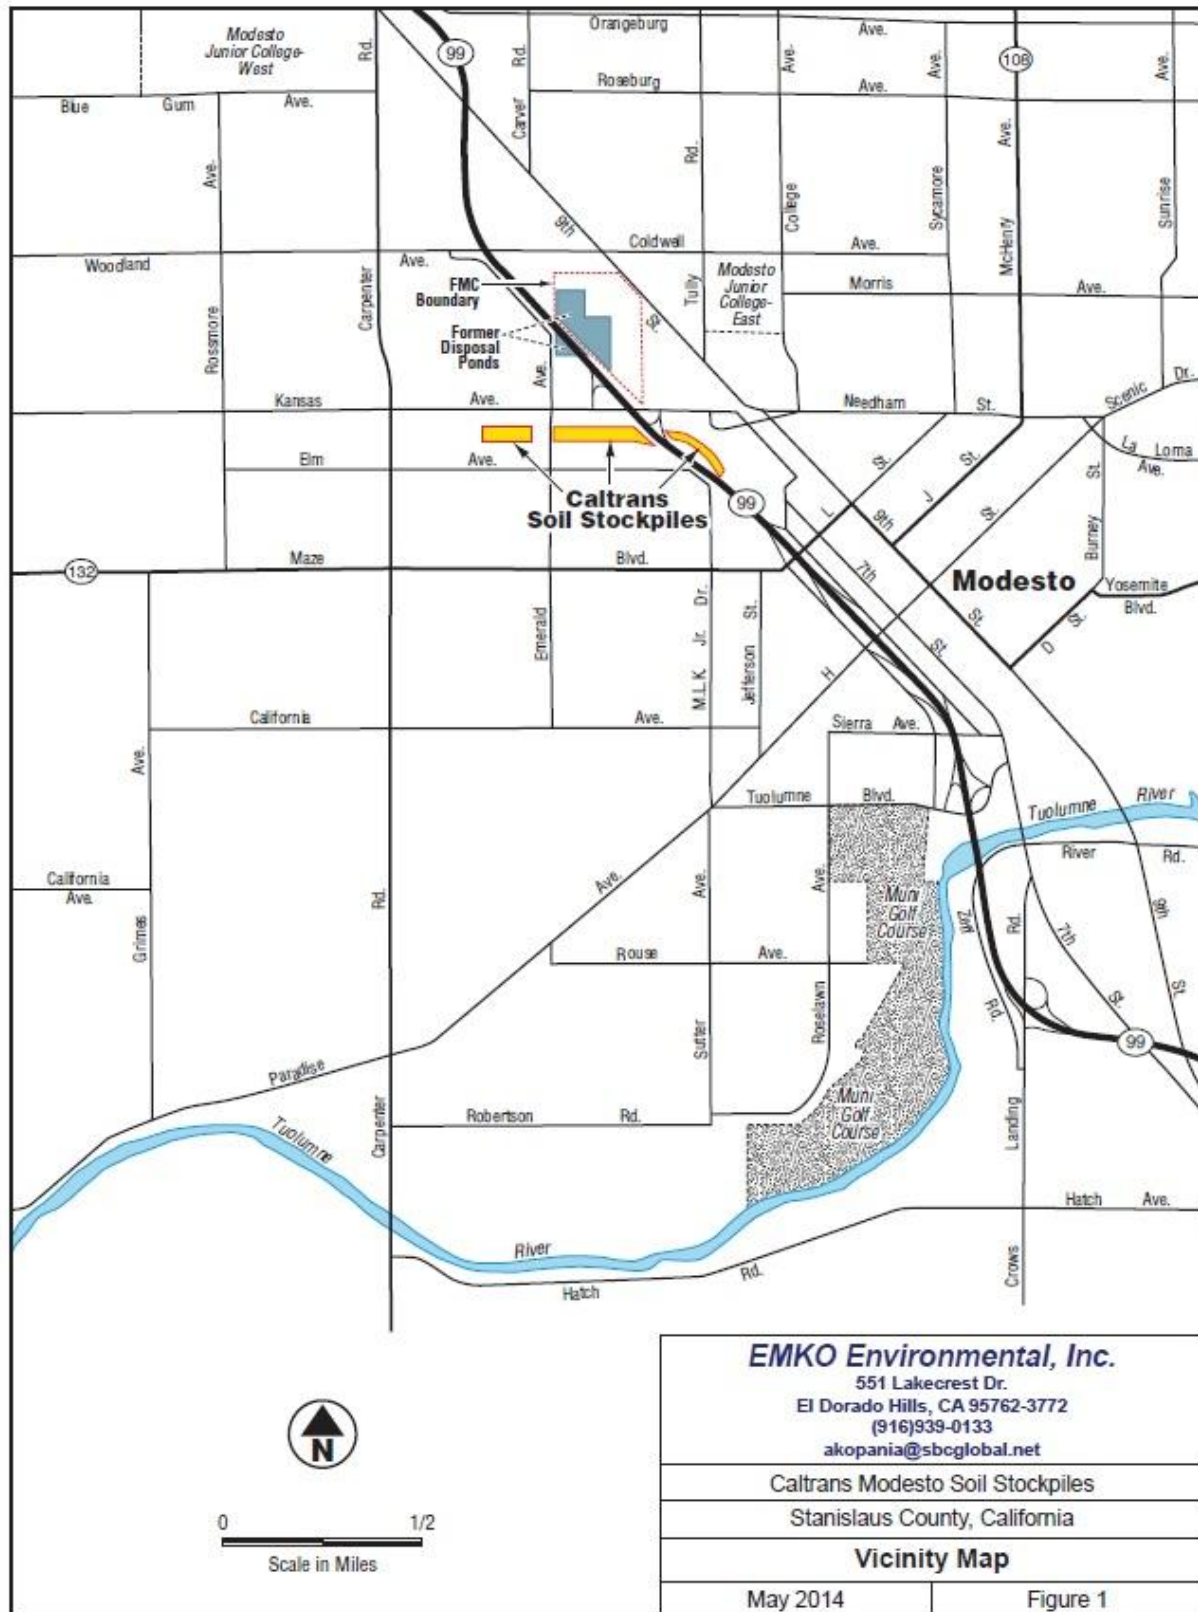 Orangeburg Ave.
Modesto
Junior College-
West
Rd.
99
Rd.
Ave.
Ave.
108
Ave.
Roseburg Ave.
Blue Gum Ave.
Carver
Rd.
Ave.
Ave.
9th
St.
College
Sycamore
McHenry
Sunrise
Coldwell Ave.
Woodland Ave.
Rossmore
Carpenter
FMC
Boundary
Former
Disposal
Ponds
Tully
Modesto
Junior
College-
East
Morris Ave.
Ave.
Kansas Ave.
Needham St.
Scenic Dr.
La Loma
Ave.
Elm Ave.
Caltrans
Soil Stockpiles
99
L St.
9th
J St.
St.
Burney
St.
132
Maze Blvd.
7th
St.
St.
Modesto
Yosemite
Blvd.
D St.
Emerald
M.L.K Jr. Dr.
Jefferson St.
H
California Ave.
Sierra Ave.
Ave.
Grimes
Tuolumne Blvd.
Tuolumne River
River Rd.
California
Ave.
Rd.
Ave.
Ave.
Ave.
Muni
Golf
Course
Zeff
Rd.
Rd.
7th
St.
9th
St.
Rouse Ave.
Sutter
Roselawn
99
Paradise
Tuolumne
Carpenter
Robertson Rd.
Muni
Golf
Course
Landing
Hatch Ave.
River
Hatch Rd.
Crows
N
0 1/2
Scale in Miles
EMKO Environmental, Inc.
551 Lakecrest Dr.
El Dorado Hills, CA 95762-3772
(916)939-0133
akopania@sbcglobal.net
Caltrans Modesto Soil Stockpiles
Stanislaus County, California
Vicinity Map
May 2014 Figure 1